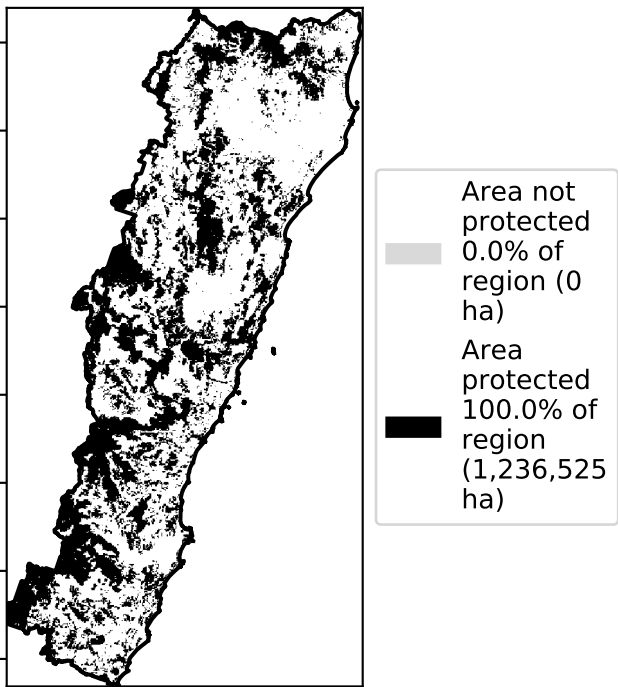 Area not
protected
0.0% of
region (0
ha)
Area
protected
100.0% of
region
(1,236,525
ha)